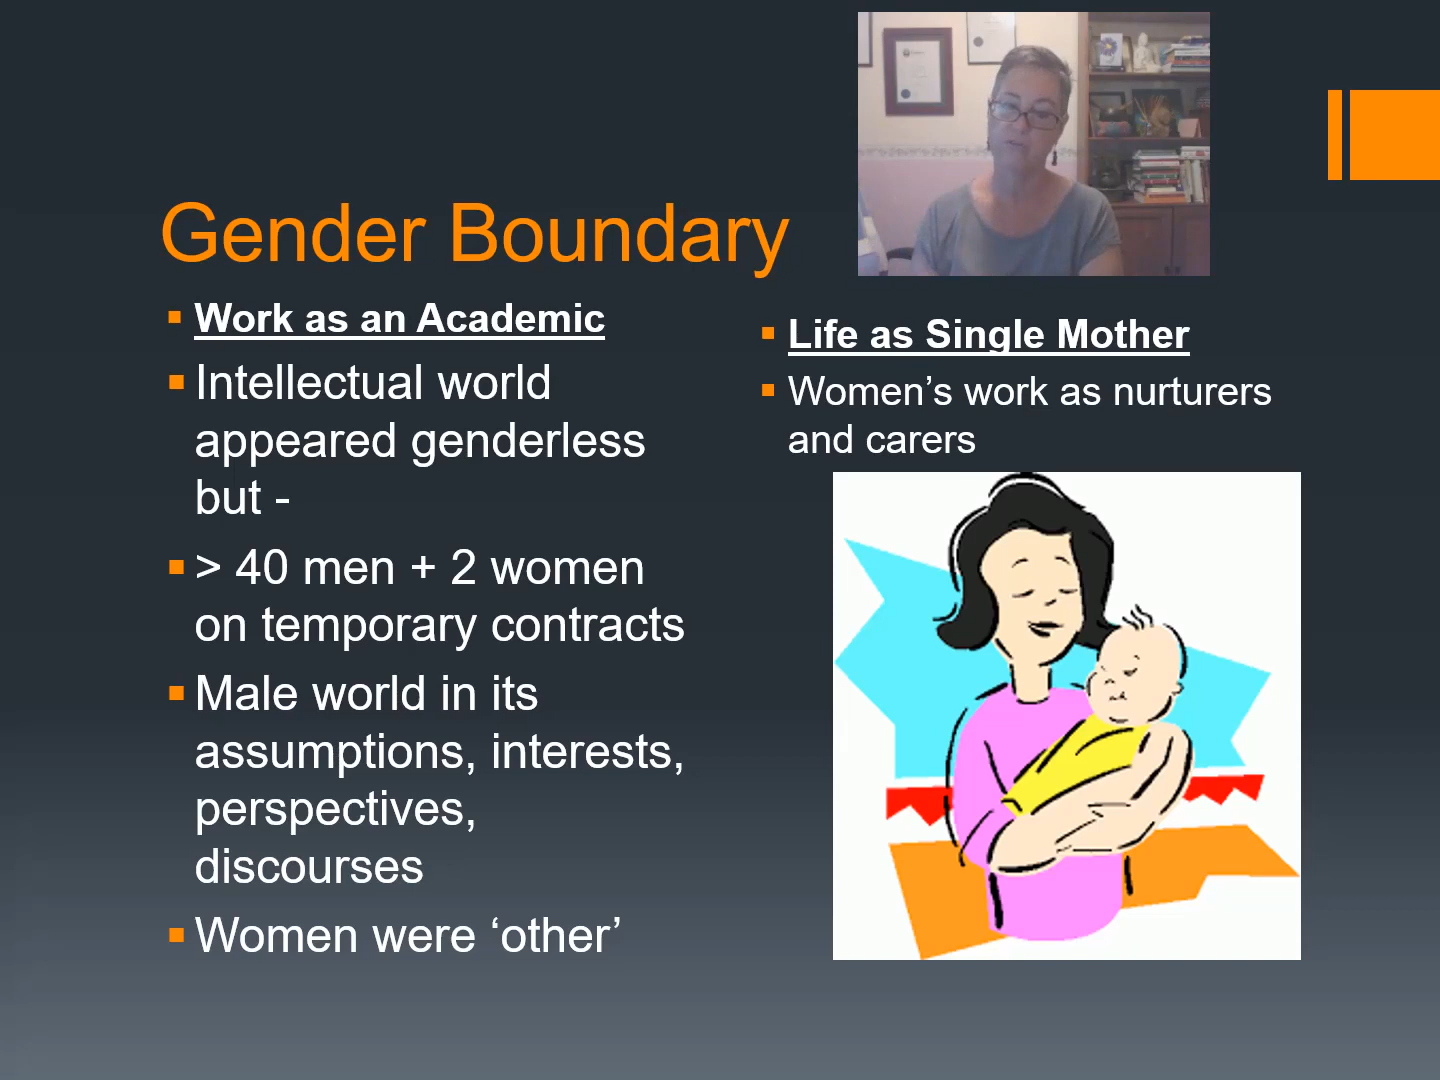 Gender Boundary
Work as an Academic
Intellectual world
appeared genderless
but -
> 40 men + 2 women
on temporary contracts
Male world in its
assumptions, interests,
perspectives,
discourses
Women were ‘other’
Life as Single Mother
Women’s work as nurturers
and carers